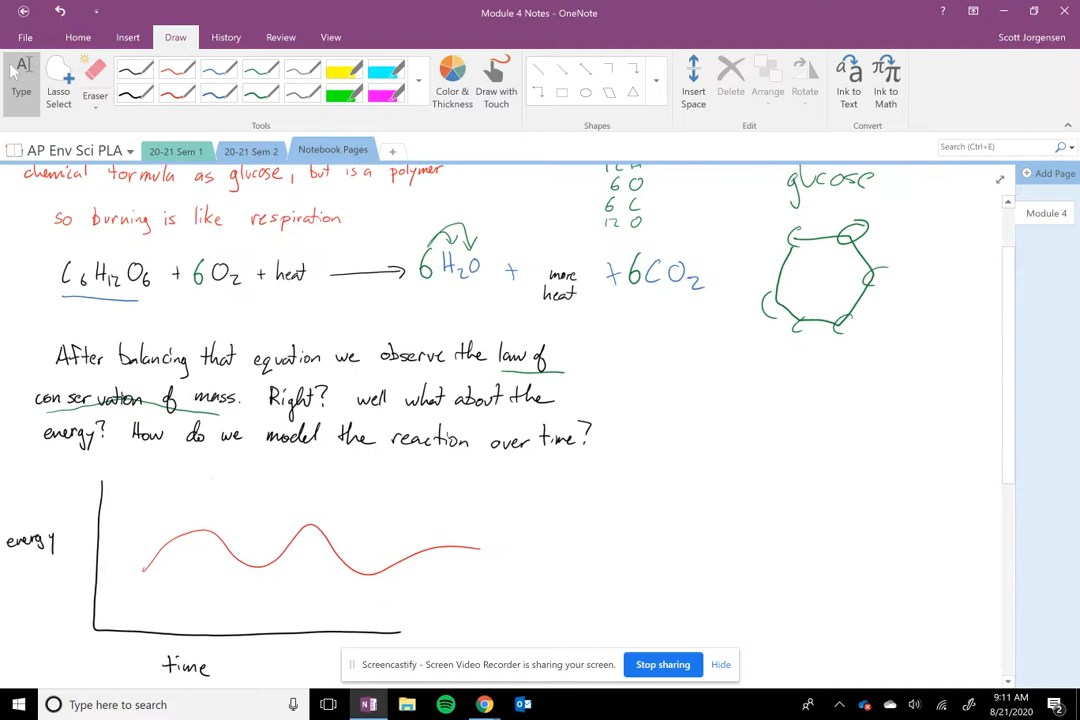 Module 4 Notes - OneNote
File Home Insert Draw History Review View
Scott Jorgensen
Type
Lasso Select
Eraser
Color & Thickness
Draw with Touch
Insert Space
Delete
Arrange
Rotate
Ink to Text
Ink to Math
Tools
Shapes
Edit
Convert
AP Env Sci PLA
20-21 Sem 1
20-21 Sem 2
Notebook Pages
Search (Ctrl+E)
Add Page
Module 4
chemical formula as glucose, but is a polymer
so burning is like respiration
6 O
6 C
12 O
glucose
C6H12O6 + 6O2 + heat → 6H2O + more heat + 6CO2
C C C C C C
After balancing that equation we observe the law of
conservation of mass. Right? well what about the
energy? How do we model the reaction over time?
energy
time
Screencastify - Screen Video Recorder is sharing your screen.
Stop sharing
Hide
Type here to search
9:11 AM
8/21/2020
2